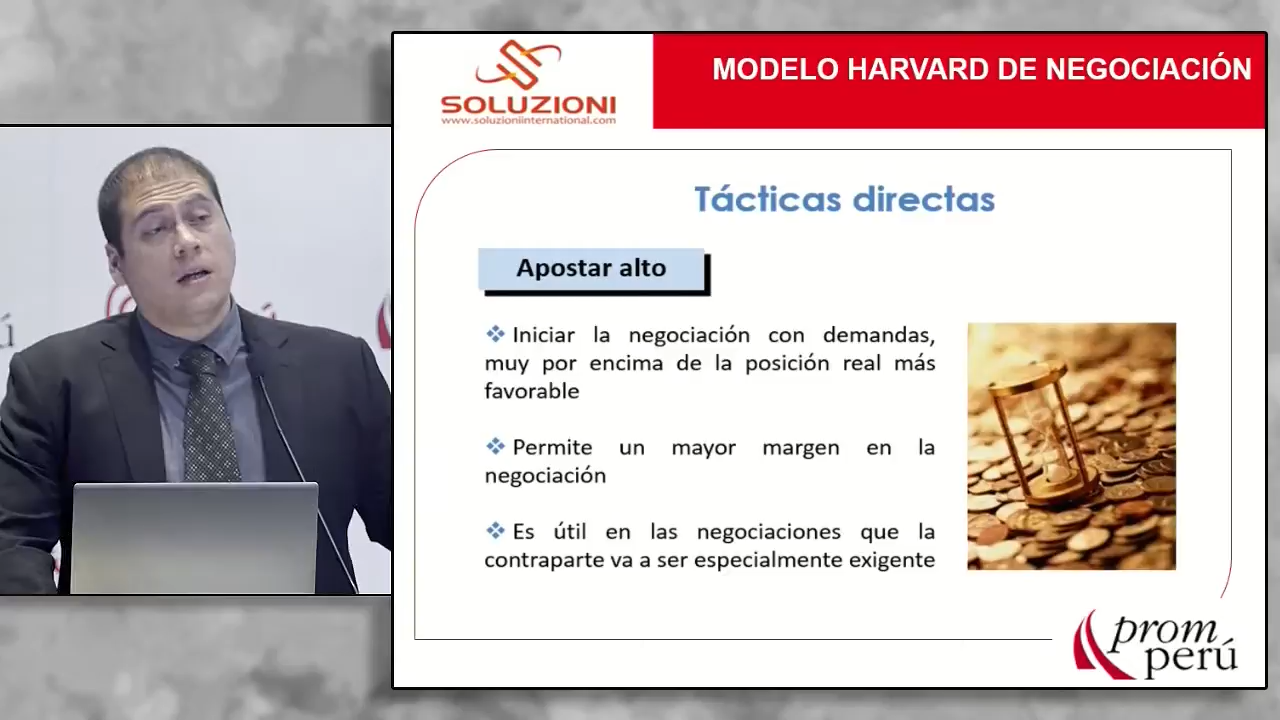 SOLUZIONI
www.soluzioniinternational.com
MODELO HARVARD DE NEGOCIACIÓN
Tácticas directas
Apostar alto
Iniciar la negociación con demandas,
muy por encima de la posición real más
favorable
Permite un mayor margen en la
negociación
Es útil en las negociaciones que la
contraparte va a ser especialmente exigente
prom
perú